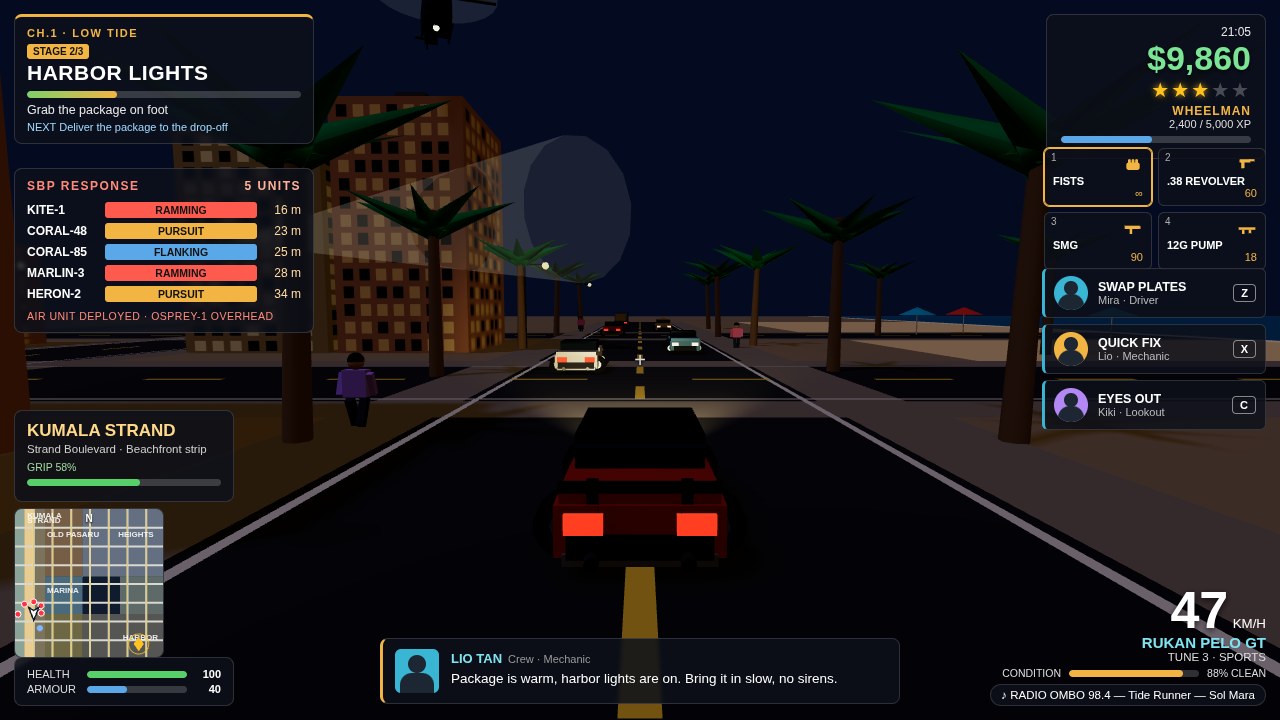 CH.1 · LOW TIDE
STAGE 2/3
HARBOR LIGHTS
Grab the package on foot
NEXT Deliver the package to the drop-off
SBP RESPONSE 5 UNITS
KITE-1 RAMMING 16 m
CORAL-48 PURSUIT 23 m
CORAL-85 FLANKING 25 m
MARLIN-3 RAMMING 28 m
HERON-2 PURSUIT 34 m
AIR UNIT DEPLOYED · OSPREY-1 OVERHEAD
KUMALA STRAND
Strand Boulevard · Beachfront strip
GRIP 58%
KUMALA
STRAND
N
OLD PASARU HEIGHTS
MARINA
HARBOR
HEALTH 100
ARMOUR 40
21:05
$9,860
★★★★★
WHEELMAN
2,400 / 5,000 XP
1
FISTS
∞
2
.38 REVOLVER
60
3
SMG
90
4
12G PUMP
18
SWAP PLATES
Mira · Driver
Z
QUICK FIX
Lio · Mechanic
X
EYES OUT
Kiki · Lookout
C
LIO TAN Crew · Mechanic
Package is warm, harbor lights are on. Bring it in slow, no sirens.
47 KM/H
RUKAN PELO GT
TUNE 3 · SPORTS
CONDITION 88% CLEAN
♪ RADIO OMBO 98.4 — Tide Runner — Sol Mara